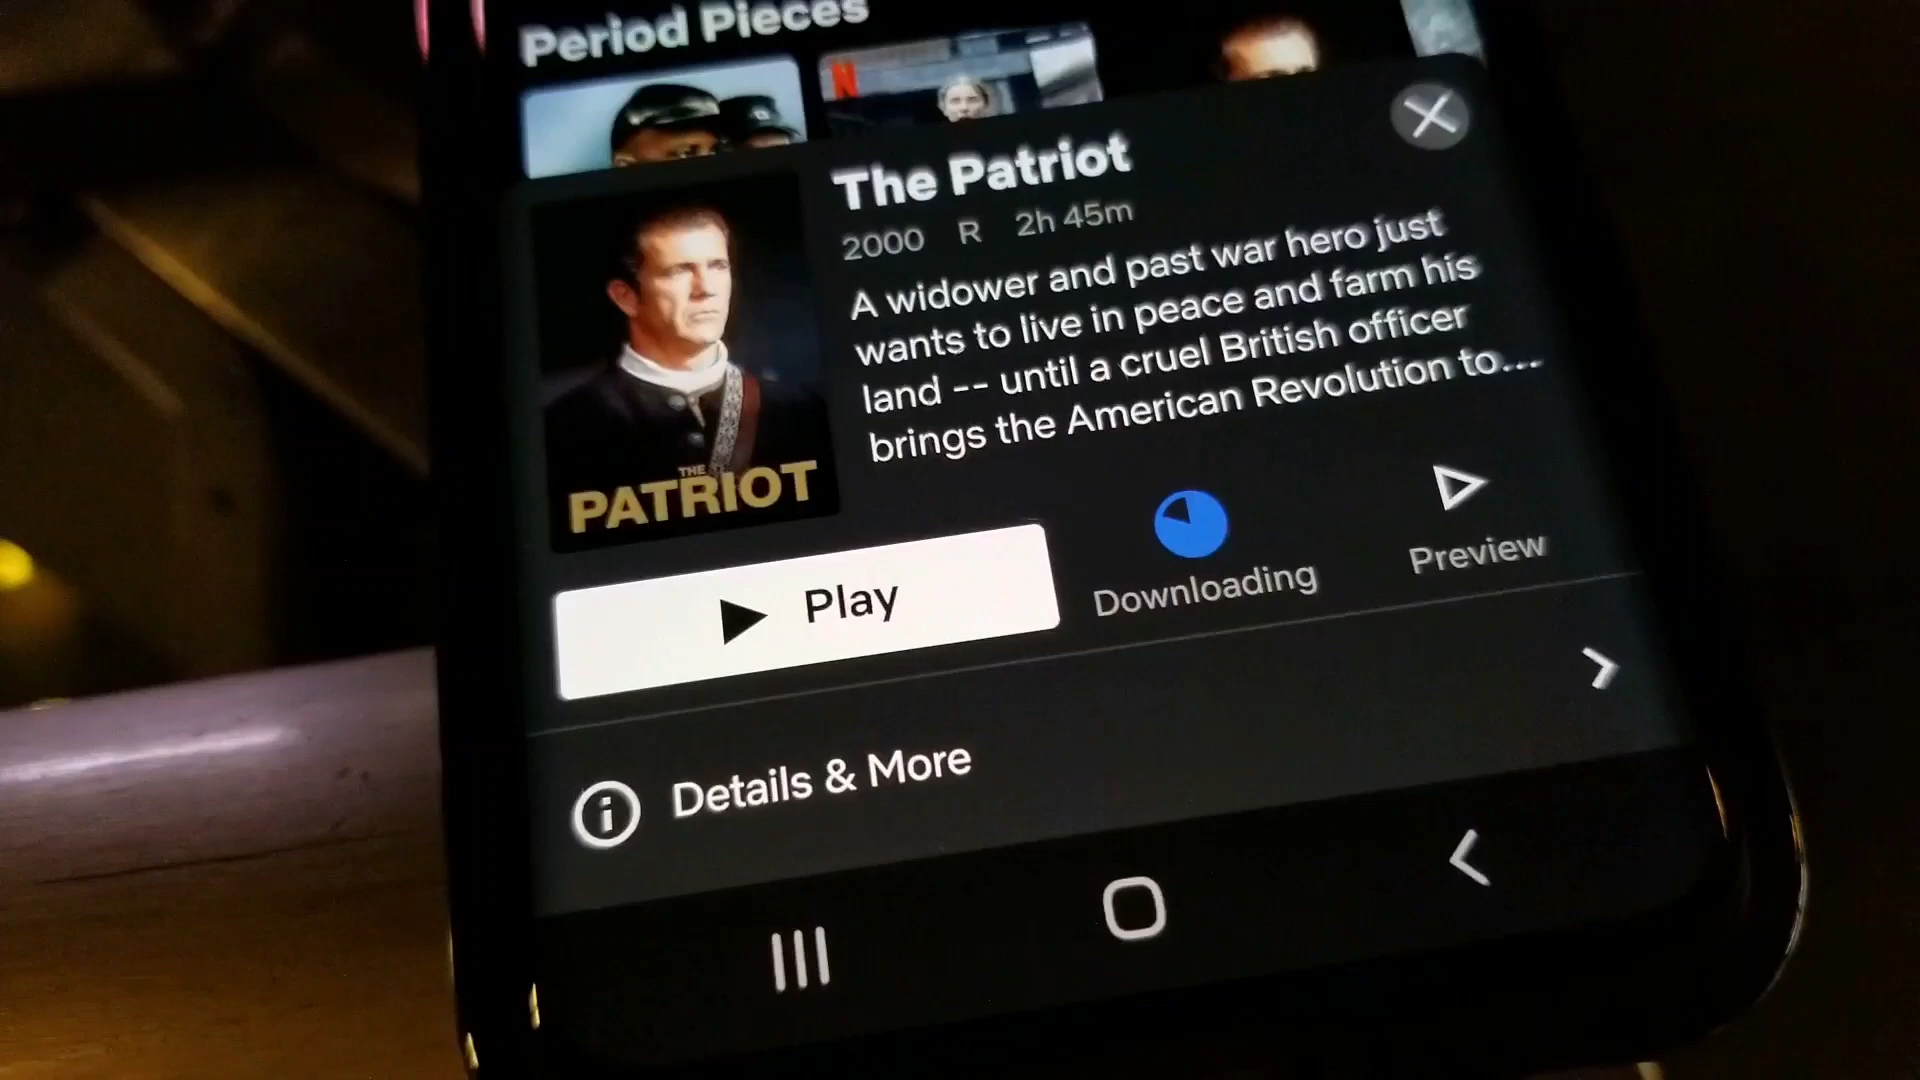 Period Pieces
N
The Patriot
2000 R 2h 45m
A widower and past war hero just
wants to live in peace and farm his
land -- until a cruel British officer
brings the American Revolution to...
THE
PATRIOT
Play
Downloading
Preview
Details & More